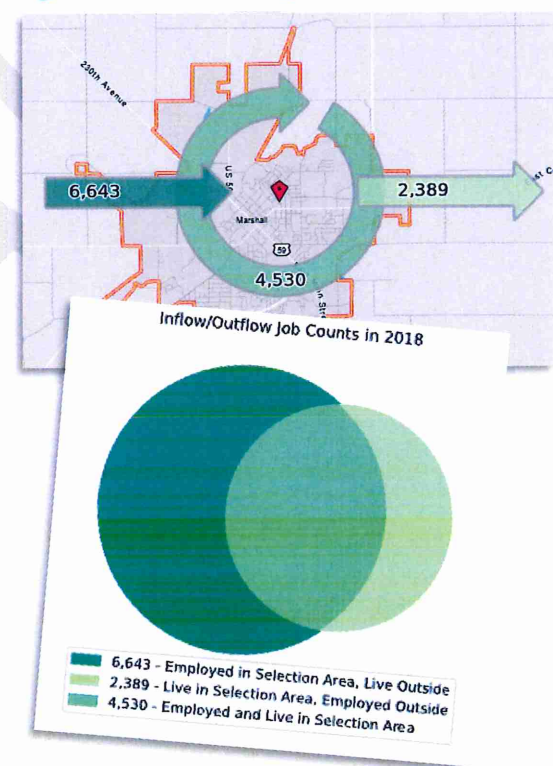 230th Avenue
6,643
US 5
2,389
Marshall
59
4,530
Inflow/Outflow Job Counts in 2018
6,643 - Employed in Selection Area, Live Outside
2,389 - Live in Selection Area, Employed Outside
4,530 - Employed and Live in Selection Area